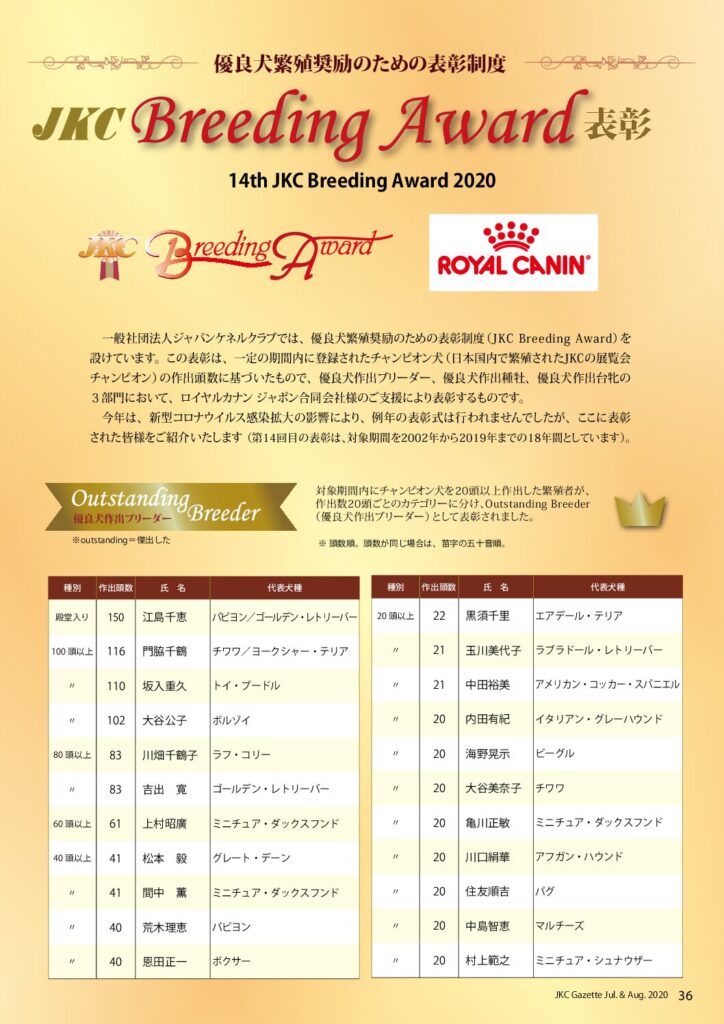 優良犬繁殖奨励のための表彰制度
JKC Breeding Award 表彰
14th JKC Breeding Award 2020
JKC Breeding Award
ROYAL CANIN®
一般社団法人ジャパンケネルクラブでは、優良犬繁殖奨励のための表彰制度（JKC Breeding Award）を
設けています。この表彰は、一定の期間内に登録されたチャンピオン犬（日本国内で繁殖されたJKCの展覧会
チャンピオン）の作出頭数に基づいたもので、優良犬作出ブリーダー、優良犬作出種牡、優良犬作出台牝の
３部門において、ロイヤルカナン ジャポン合同会社様のご支援により表彰するものです。
今年は、新型コロナウイルス感染拡大の影響により、例年の表彰式は行われませんでしたが、ここに表彰
された皆様をご紹介いたします（第14回目の表彰は、対象期間を2002年から2019年までの18年間としています）。
Outstanding
Breeder
優良犬作出ブリーダー
※outstanding＝傑出した
対象期間内にチャンピオン犬を20頭以上作出した繁殖者が、
作出数20頭ごとのカテゴリーに分け、Outstanding Breeder
（優良犬作出ブリーダー）として表彰されました。
※ 頭数順。頭数が同じ場合は、苗字の五十音順。
種別 作出頭数 氏 名 代表犬種
殿堂入り 150 江島千恵 パピヨン／ゴールデン・レトリーバー
100 頭以上 116 門脇千鶴 チワワ／ヨークシャー・テリア
〃 110 坂入重久 トイ・プードル
〃 102 大谷公子 ボルゾイ
80 頭以上 83 川畑千鶴子 ラフ・コリー
〃 83 吉出 寛 ゴールデン・レトリーバー
60 頭以上 61 上村昭廣 ミニチュア・ダックスフンド
40 頭以上 41 松本 毅 グレート・デーン
〃 41 間中 薫 ミニチュア・ダックスフンド
〃 40 荒木理恵 パピヨン
〃 40 恩田正一 ボクサー
種別 作出頭数 氏 名 代表犬種
20 頭以上 22 黒須千里 エアデール・テリア
〃 21 玉川美代子 ラブラドール・レトリーバー
〃 21 中田裕美 アメリカン・コッカー・スパニエル
〃 20 内田有紀 イタリアン・グレーハウンド
〃 20 海野晃示 ビーグル
〃 20 大谷美奈子 チワワ
〃 20 亀川正敏 ミニチュア・ダックスフンド
〃 20 川口絹華 アフガン・ハウンド
〃 20 住友順吉 パグ
〃 20 中島智恵 マルチーズ
〃 20 村上範之 ミニチュア・シュナウザー
JKC Gazette Jul. & Aug. 2020 36